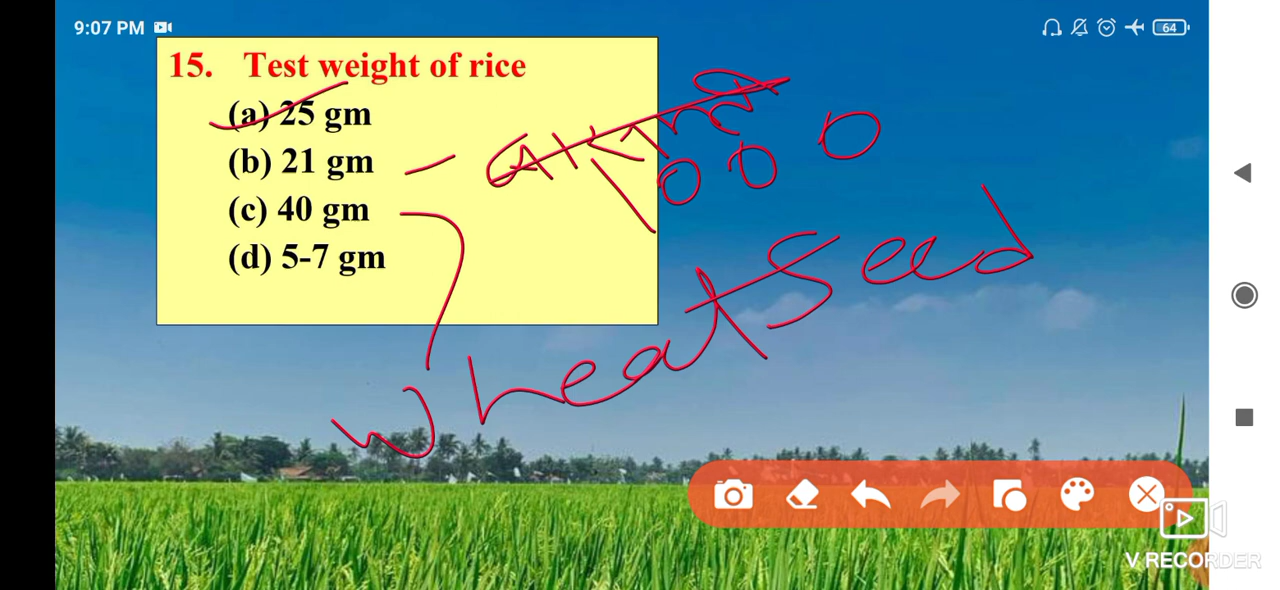 9:07 PM
64
15. Test weight of rice
(a) 25 gm
(b) 21 gm
(c) 40 gm
(d) 5-7 gm
1000
Wheat Seed
V RECORDER